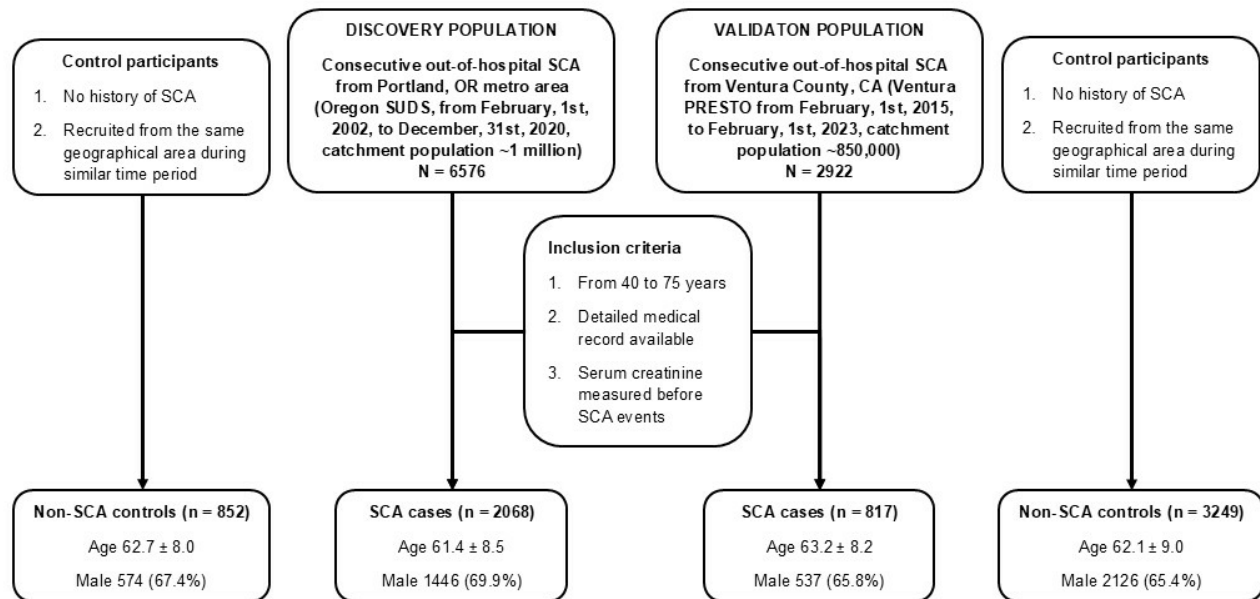 Control participants
1. No history of SCA
2. Recruited from the same
geographical area during
similar time period
DISCOVERY POPULATION
Consecutive out-of-hospital SCA
from Portland, OR metro area
(Oregon SUDS, from February, 1st,
2002, to December, 31st, 2020,
catchment population ~1 million)
N = 6576
VALIDATON POPULATION
Consecutive out-of-hospital SCA
from Ventura County, CA (Ventura
PRESTO from February, 1st, 2015,
to February, 1st, 2023, catchment
population ~850,000)
N = 2922
Control participants
1. No history of SCA
2. Recruited from the same
geographical area during
similar time period
Inclusion criteria
1. From 40 to 75 years
2. Detailed medical
record available
3. Serum creatinine
measured before
SCA events
Non-SCA controls (n = 852)
Age 62.7 ± 8.0
Male 574 (67.4%)
SCA cases (n = 2068)
Age 61.4 ± 8.5
Male 1446 (69.9%)
SCA cases (n = 817)
Age 63.2 ± 8.2
Male 537 (65.8%)
Non-SCA controls (n = 3249)
Age 62.1 ± 9.0
Male 2126 (65.4%)